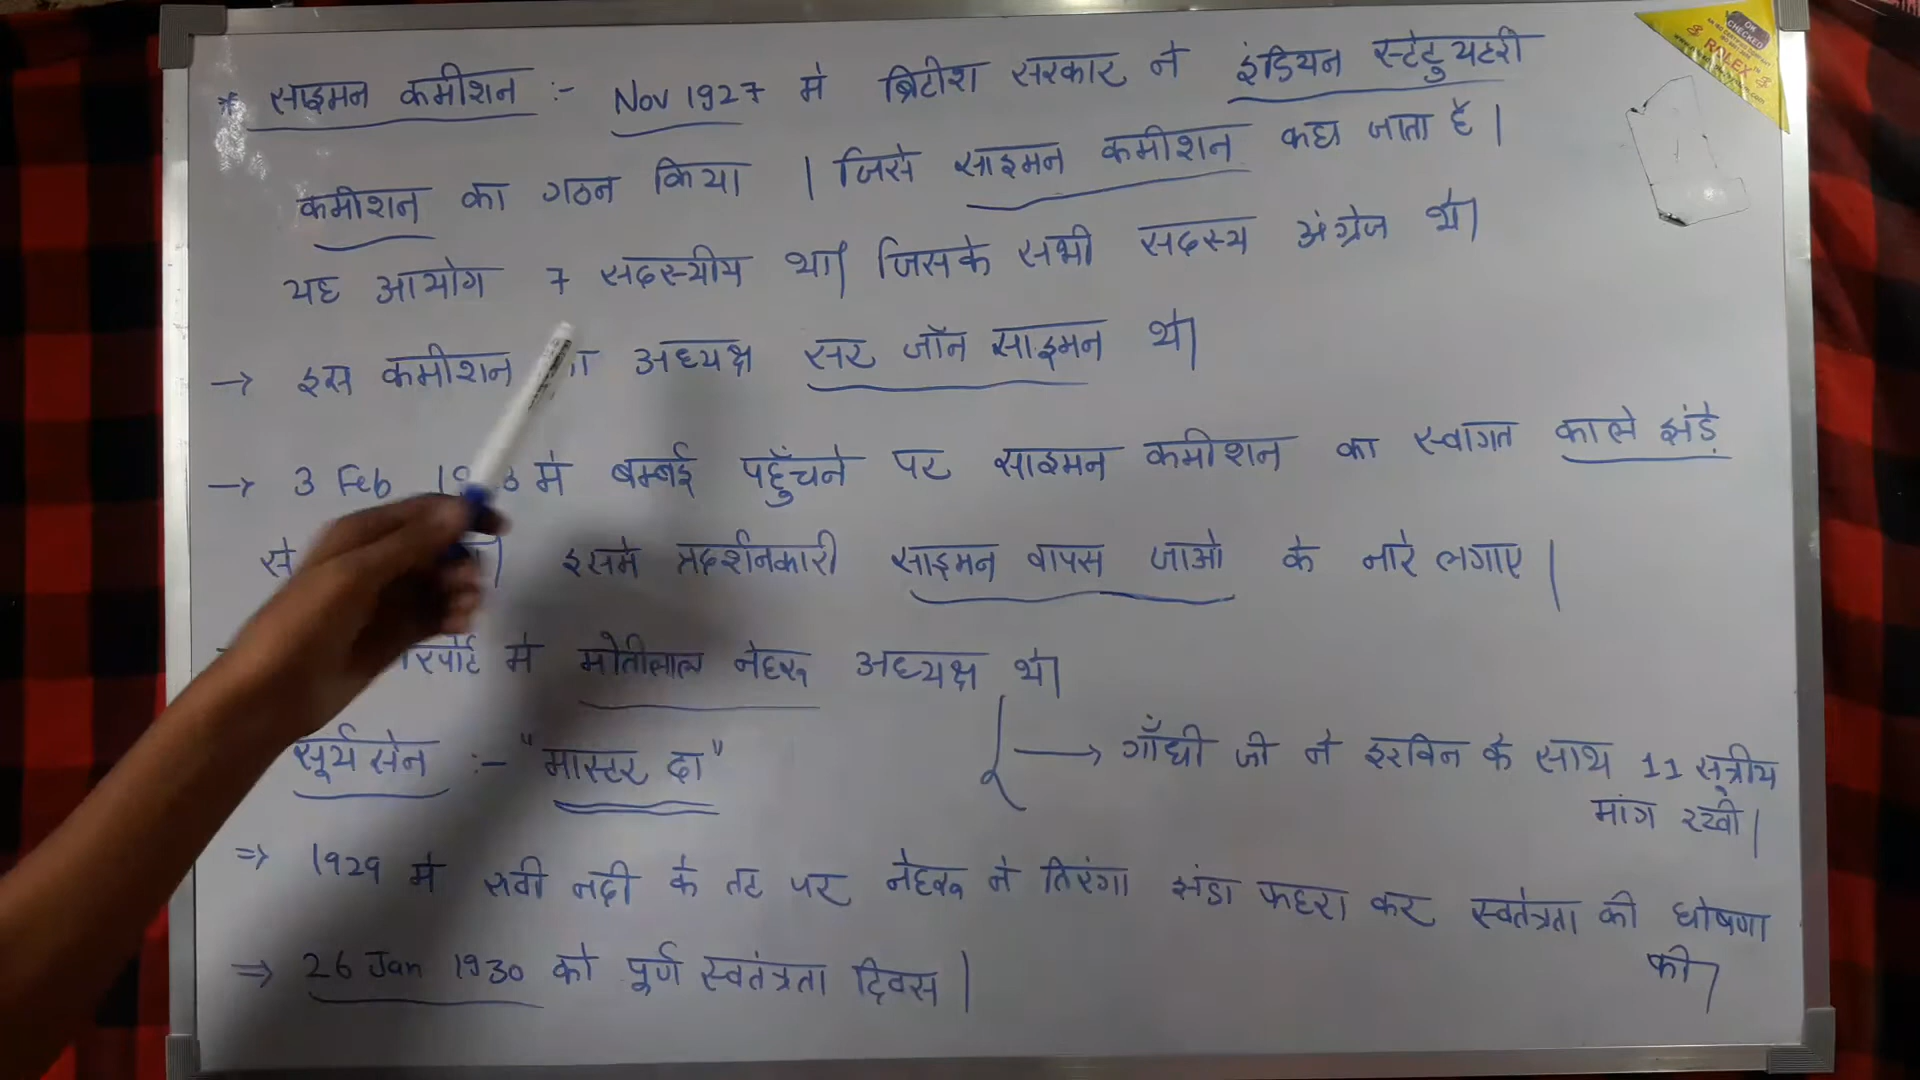 * साइमन कमीशन :- Nov 1927 मे ब्रिटीश सरकार ने इंडियन स्टेटुयटरी
कमीशन का गठन किया । जिसे साइमन कमीशन कहा जाता है ।
यह आयोग 7 सदस्यीय था। जिसके सभी सदस्य अंग्रेज थे।
→ इस कमीशन अध्यक्ष सर जॉन साइमन थे।
→ 3 Feb मे बम्बई पहुँचने पर साइमन कमीशन का स्वागत काले झंडे
से इसमे प्रदर्शनकारी साइमन वापस जाओ के नारे लगाए ।
मे मोतीलाल नेहरू अध्यक्ष थे।
सूर्य सेन :- "मास्टर दा"
→ गाँधी जी ने इरविन के साथ 11 सूत्रीय
मांग रखी।
⇒ 1929 मे रावी नदी के तट पर नेहरू ने तिरंगा झंडा फहरा कर स्वतंत्रता की घोषणा
की।
⇒ 26 Jan 1930 को पूर्ण स्वतंत्रता दिवस ।
OK
CHECKED
ROLEX